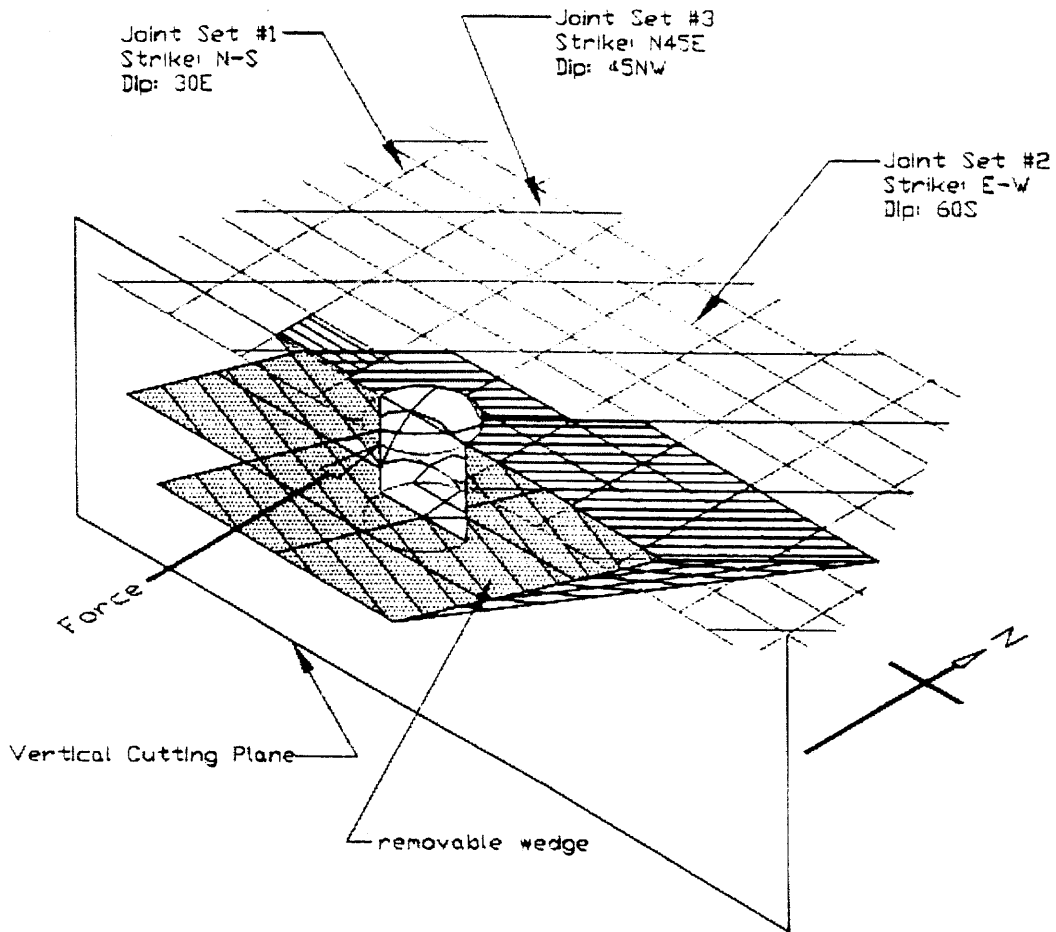 Joint Set #1
Strike: N-S
Dip: 30E
Joint Set #3
Strike: N45E
Dip: 45NW
Joint Set #2
Strike: E-W
Dip: 60S
Force
N
Vertical Cutting Plane
removable wedge